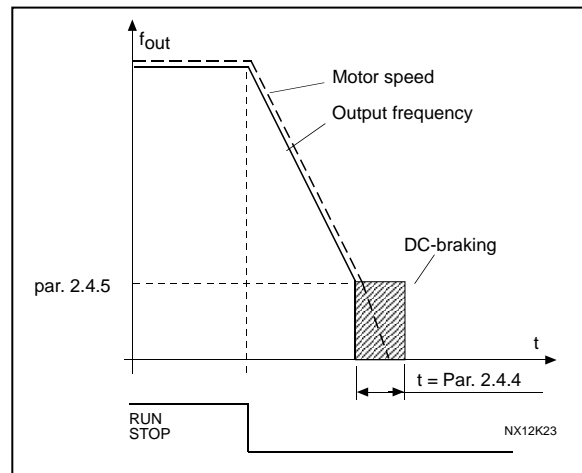 fout
Motor speed
Output frequency
DC-braking
par. 2.4.5
t
t = Par. 2.4.4
RUN
STOP
NX12K23